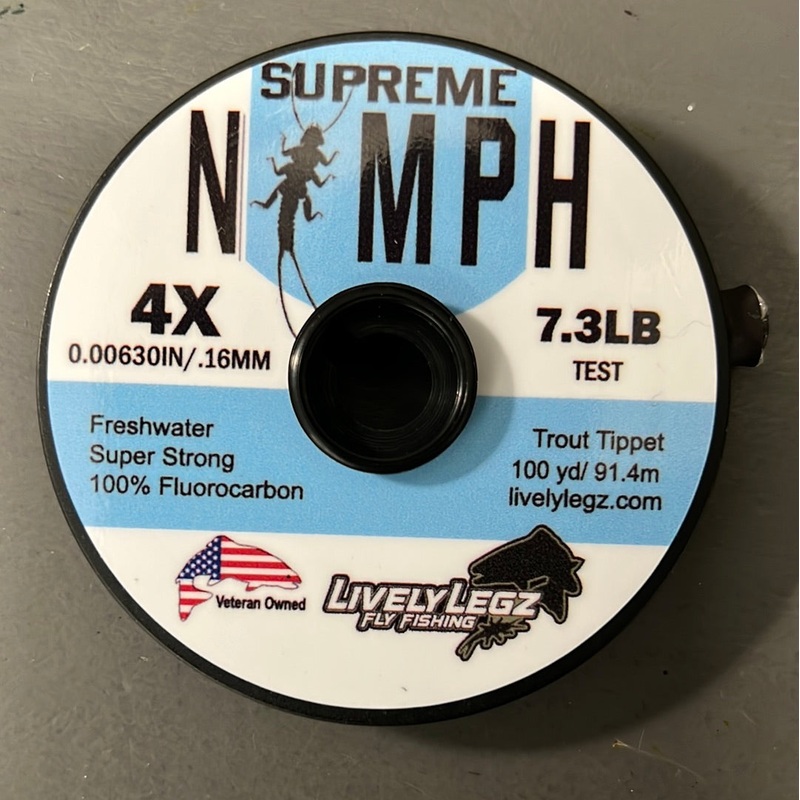 SUPREME
NYMPH
4X
0.00630IN/.16MM
7.3LB
TEST
Freshwater
Super Strong
100% Fluorocarbon
Trout Tippet
100 yd/ 91.4m
livelylegz.com
Veteran Owned
LIVELYLEGZ
FLY FISHING